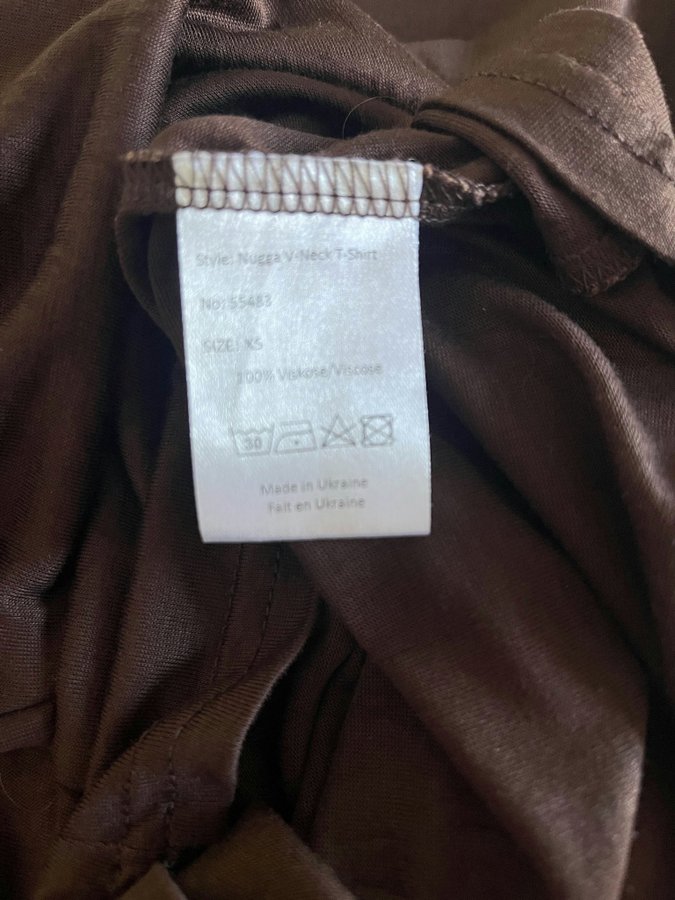 Style: Nugga V-Neck T-Shirt
No: 55483
SIZE: XS
100% Viskose/Viscose
30
Made in Ukraine
Fait en Ukraine